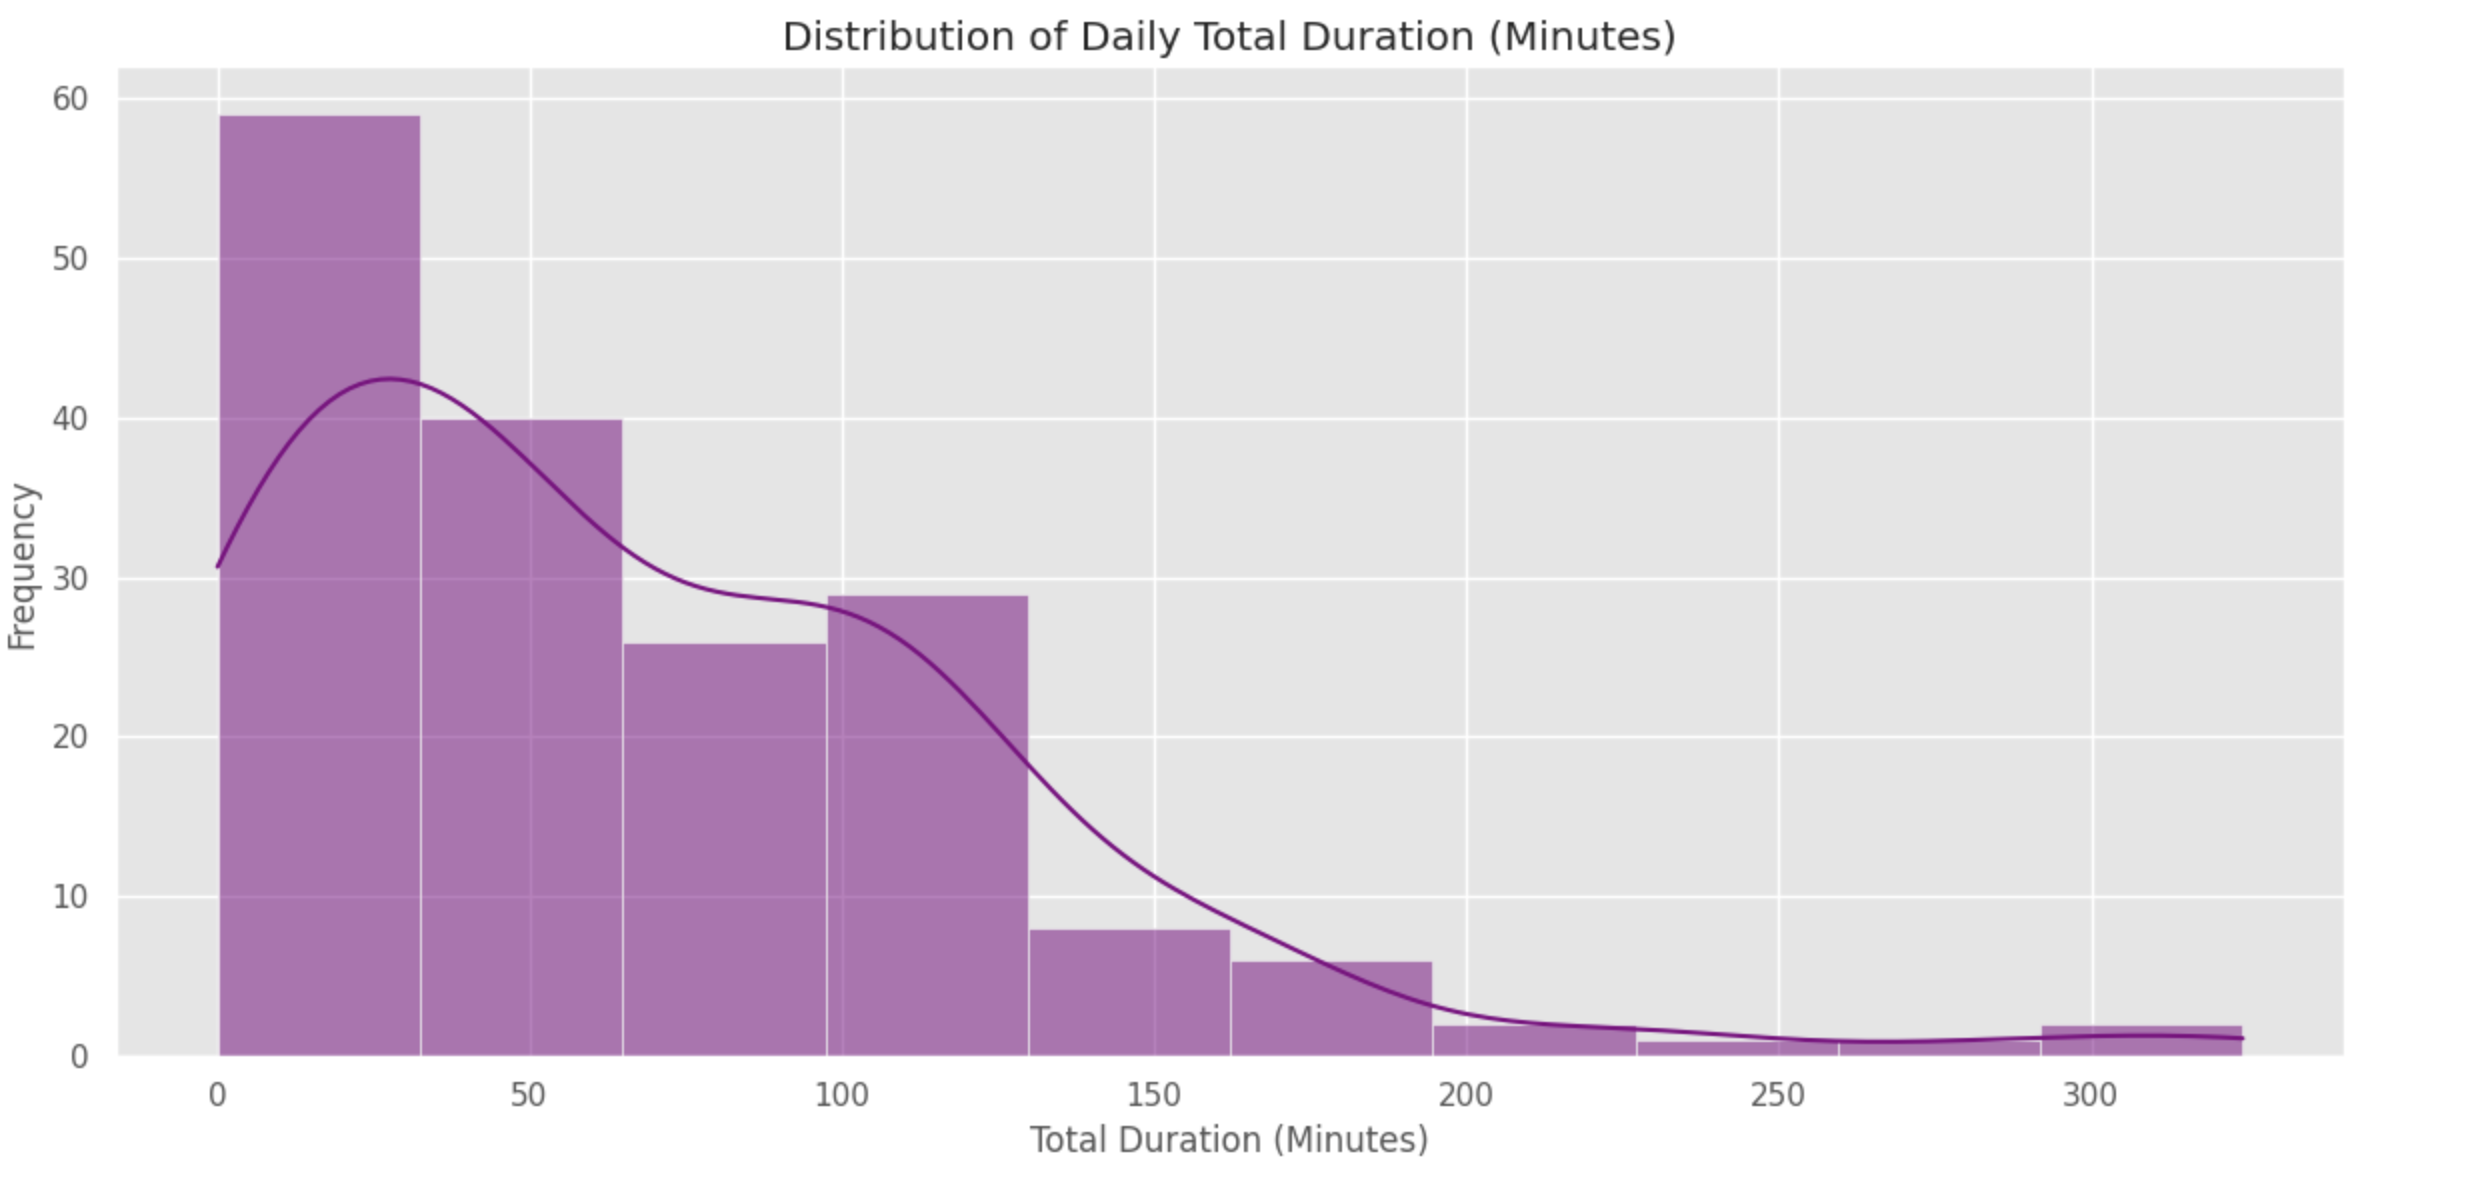 Distribution of Daily Total Duration (Minutes)
60
50
40
30
20
10
0
Frequency
0 50 100 150 200 250 300
Total Duration (Minutes)